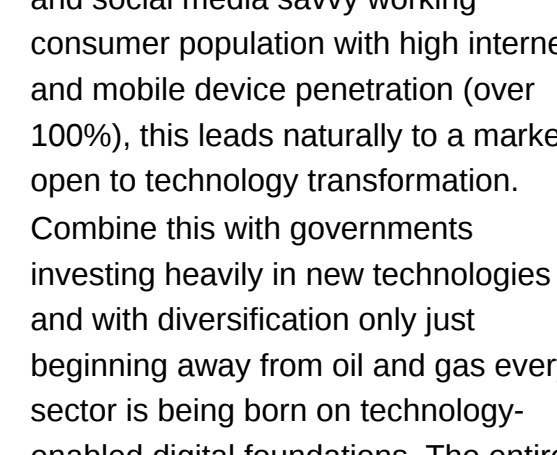 and social media savvy working
consumer population with high interne
and mobile device penetration (over
100%), this leads naturally to a marke
open to technology transformation.
Combine this with governments
investing heavily in new technologies
and with diversification only just
beginning away from oil and gas every
sector is being born on technology-
enabled digital foundations. The entire